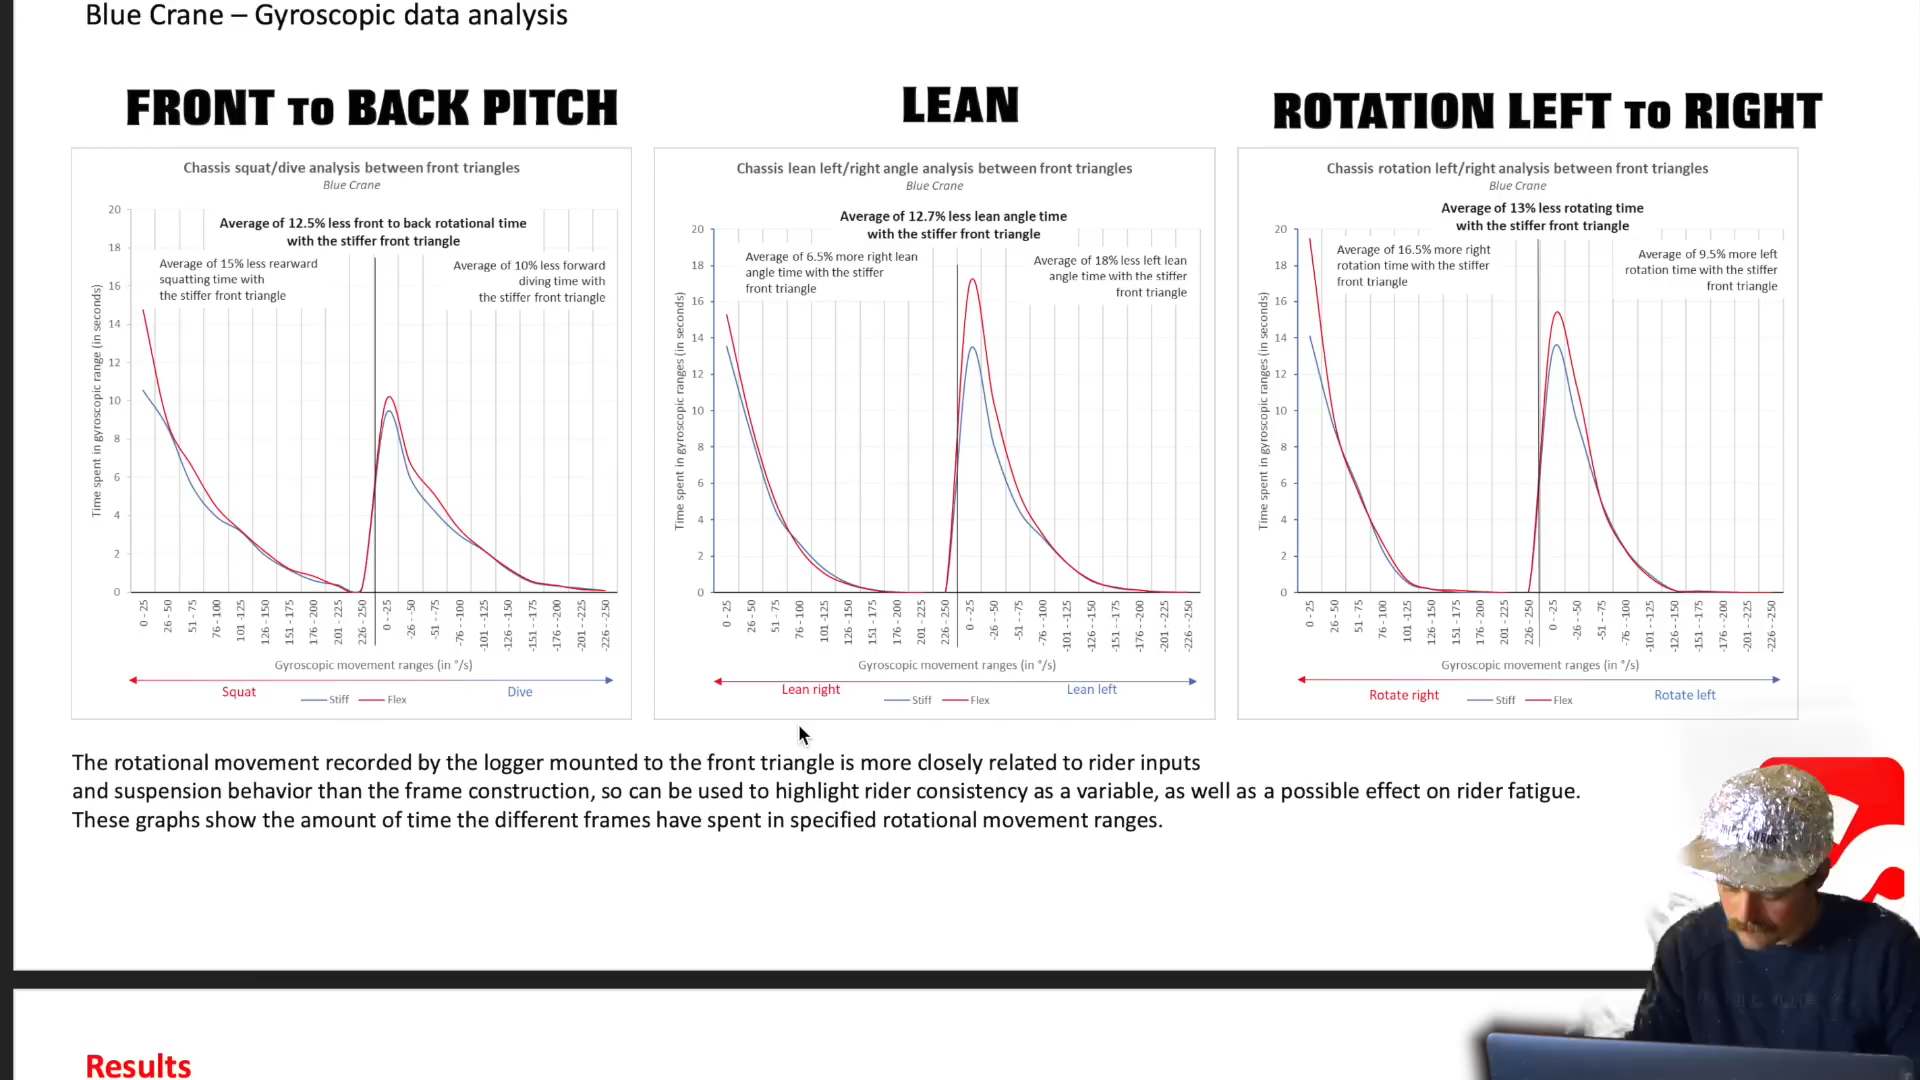 Blue Crane – Gyroscopic data analysis
FRONT TO BACK PITCH
LEAN
ROTATION LEFT TO RIGHT
Chassis squat/dive analysis between front triangles
Blue Crane
Average of 12.5% less front to back rotational time
with the stiffer front triangle
Average of 15% less rearward
squatting time with
the stiffer front triangle
Average of 10% less forward
diving time with
the stiffer front triangle
Time spent in gyroscopic range (in seconds)
20
18
16
14
12
10
8
6
4
2
0
0 - 25
26 - 50
51 - 75
76 - 100
101 - 125
126 - 150
151 - 175
176 - 200
201 - 225
226 - 250
0 - -25
-26 - -50
-51 - -75
-76 - -100
-101 - -125
-126 - -150
-151 - -175
-176 - -200
-201 - -225
-226 - -250
Gyroscopic movement ranges (in °/s)
Squat
Dive
Stiff
Flex
Chassis lean left/right angle analysis between front triangles
Blue Crane
Average of 12.7% less lean angle time
with the stiffer front triangle
Average of 6.5% more right lean
angle time with the stiffer
front triangle
Average of 18% less left lean
angle time with the stiffer
front triangle
Time spent in gyroscopic ranges (in seconds)
20
18
16
14
12
10
8
6
4
2
0
0 - 25
26 - 50
51 - 75
76 - 100
101 - 125
126 - 150
151 - 175
176 - 200
201 - 225
226 - 250
0 - -25
-26 - -50
-51 - -75
-76 - -100
-101 - -125
-126 - -150
-151 - -175
-176 - -200
-201 - -225
-226 - -250
Gyroscopic movement ranges (in °/s)
Lean right
Lean left
Stiff
Flex
Chassis rotation left/right analysis between front triangles
Blue Crane
Average of 13% less rotating time
with the stiffer front triangle
Average of 16.5% more right
rotation time with the stiffer
front triangle
Average of 9.5% more left
rotation time with the stiffer
front triangle
Time spent in gyroscopic ranges (in seconds)
20
18
16
14
12
10
8
6
4
2
0
0 - 25
26 - 50
51 - 75
76 - 100
101 - 125
126 - 150
151 - 175
176 - 200
201 - 225
226 - 250
0 - -25
-26 - -50
-51 - -75
-76 - -100
-101 - -125
-126 - -150
-151 - -175
-176 - -200
-201 - -225
-226 - -250
Gyroscopic movement ranges (in °/s)
Rotate right
Rotate left
Stiff
Flex
The rotational movement recorded by the logger mounted to the front triangle is more closely related to rider inputs
and suspension behavior than the frame construction, so can be used to highlight rider consistency as a variable, as well as a possible effect on rider fatigue.
These graphs show the amount of time the different frames have spent in specified rotational movement ranges.
Results